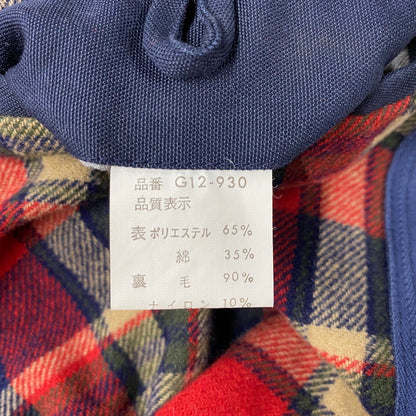 品番 G12-930
品質表示
表 ポリエステル 65%
綿 35%
裏 毛 90%
ナイロン 10%